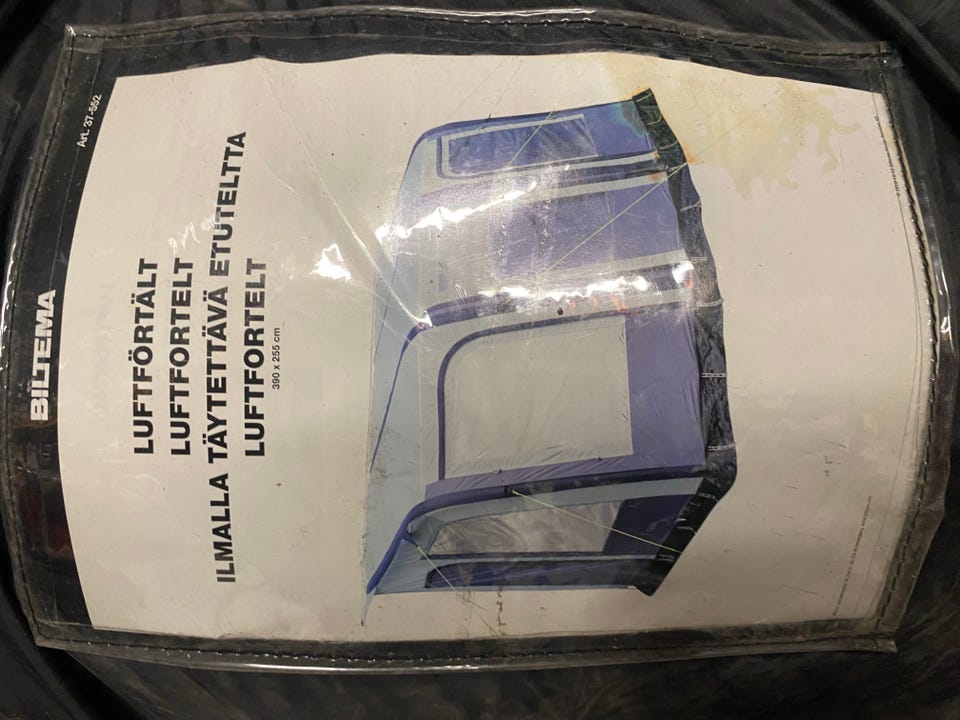 BILTEMA
Art. 37-552
LUFTFÖRTÄLT
LUFTFORTELT
ILMALLA TÄYTETTÄVÄ ETUTELTTA
LUFTFORTELT
390 x 255 cm